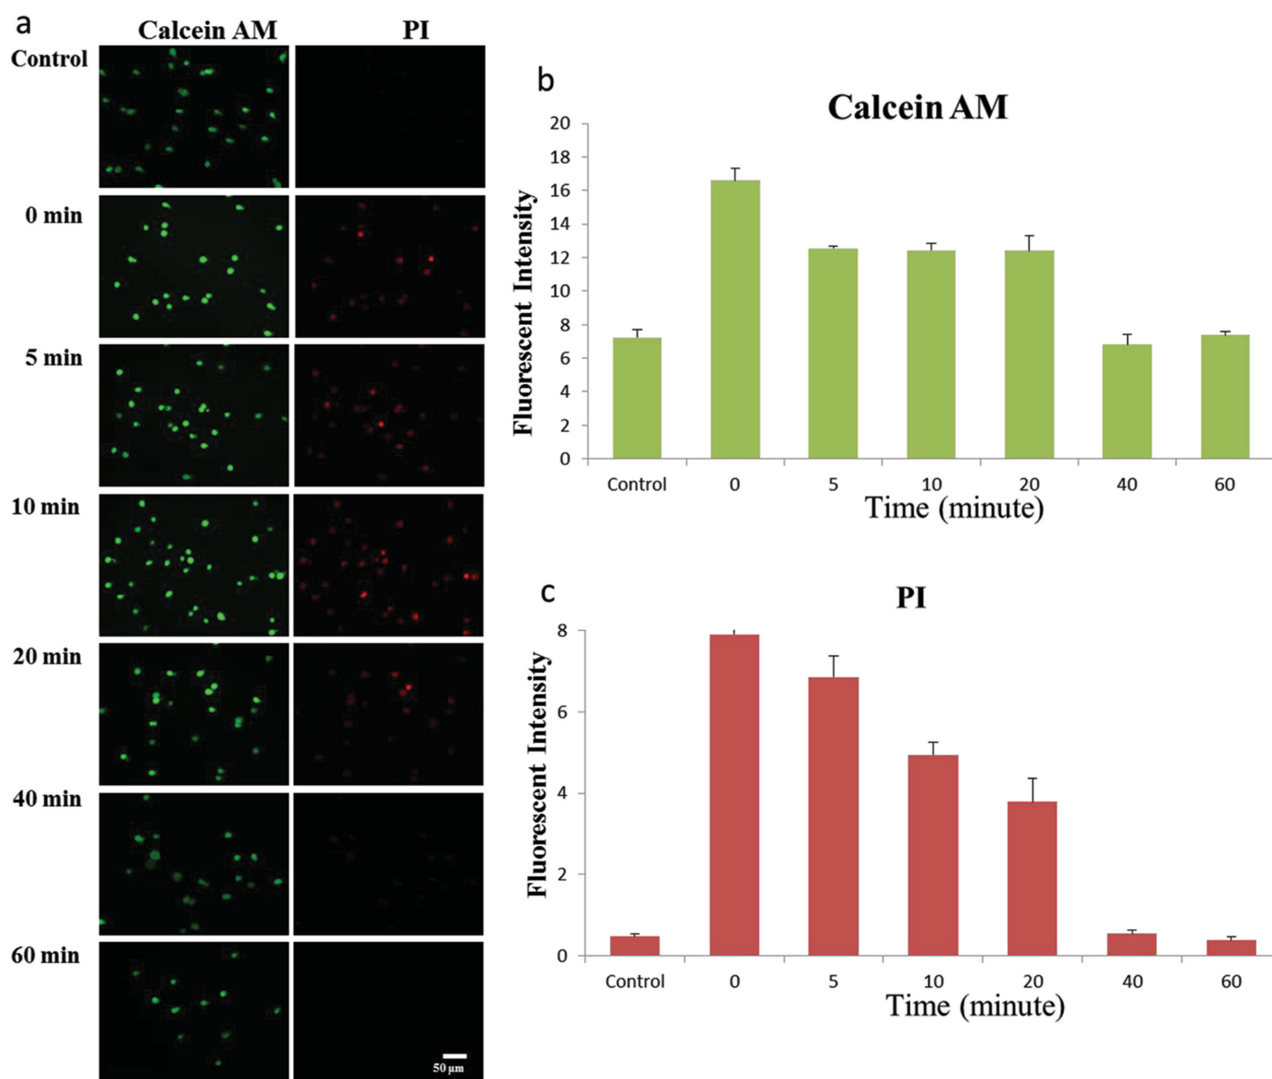 a
Calcein AM PI
Control
0 min
5 min
10 min
20 min
40 min
60 min
50 µm
b
Calcein AM
Fluorescent Intensity
20
18
16
14
12
10
8
6
4
2
0
Control 0 5 10 20 40 60
Time (minute)
c
PI
Fluorescent Intensity
8
6
4
2
0
Control 0 5 10 20 40 60
Time (minute)